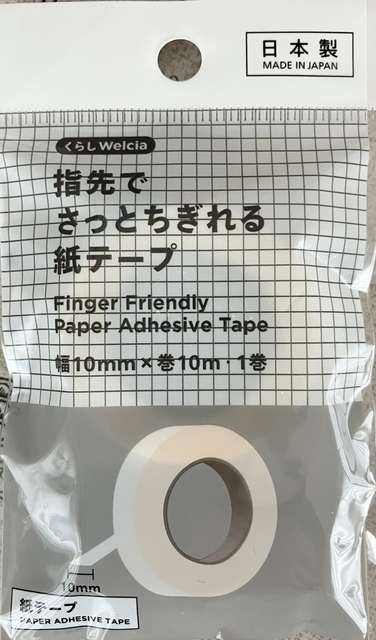 日本製
MADE IN JAPAN
くらしWelcia
指先で
さっとちぎれる
紙テープ
Finger Friendly
Paper Adhesive Tape
幅10mm×巻10m・1巻
10mm
紙テープ
PAPER ADHESIVE TAPE